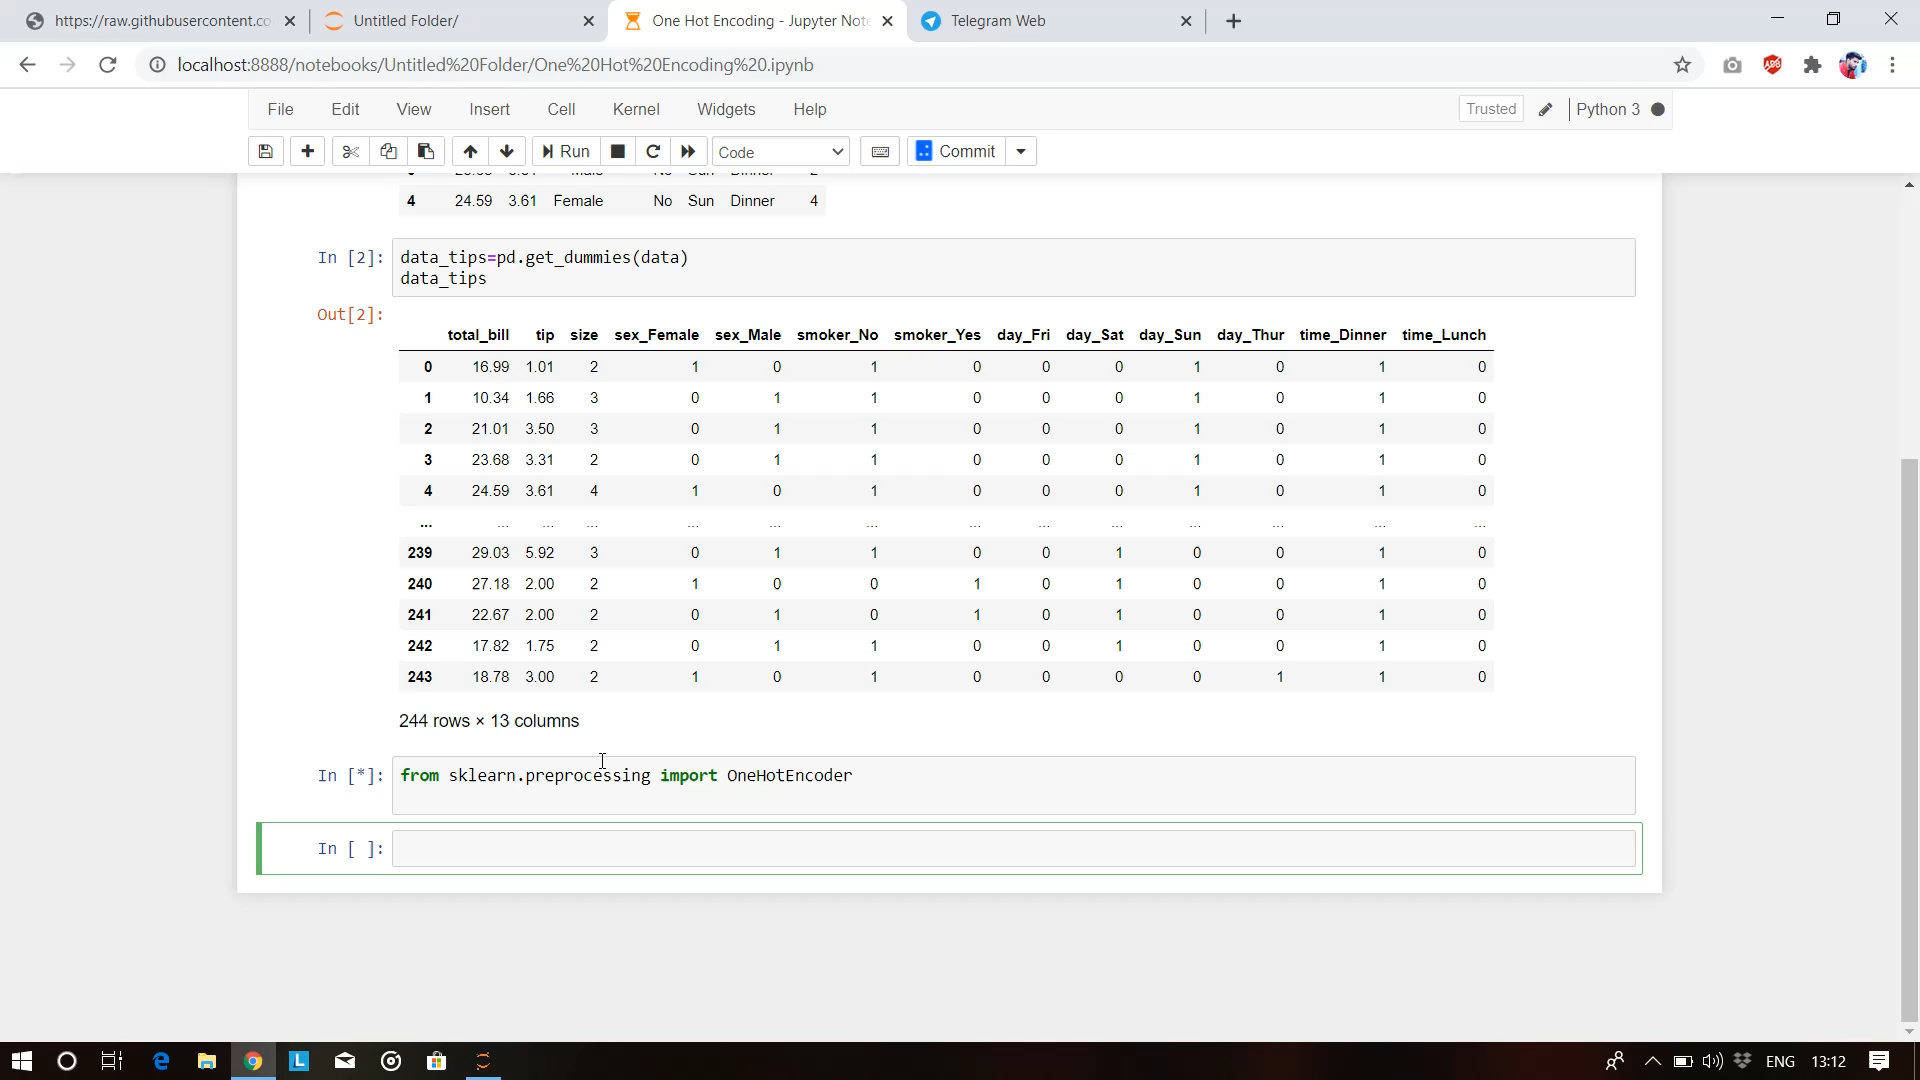 https://raw.githubusercontent.co
Untitled Folder/
One Hot Encoding - Jupyter Note
Telegram Web
localhost:8888/notebooks/Untitled%20Folder/One%20Hot%20Encoding%20.ipynb
File Edit View Insert Cell Kernel Widgets Help Trusted Python 3
Run Code Commit
4 24.59 3.61 Female No Sun Dinner 4
In [2]: data_tips=pd.get_dummies(data)
data_tips
Out[2]:
total_bill tip size sex_Female sex_Male smoker_No smoker_Yes day_Fri day_Sat day_Sun day_Thur time_Dinner time_Lunch
0 16.99 1.01 2 1 0 1 0 0 0 1 0 1 0
1 10.34 1.66 3 0 1 1 0 0 0 1 0 1 0
2 21.01 3.50 3 0 1 1 0 0 0 1 0 1 0
3 23.68 3.31 2 0 1 1 0 0 0 1 0 1 0
4 24.59 3.61 4 1 0 1 0 0 0 1 0 1 0
... ... ... ... ... ... ... ... ... ... ... ... ... ...
239 29.03 5.92 3 0 1 1 0 0 1 0 0 1 0
240 27.18 2.00 2 1 0 0 1 0 1 0 0 1 0
241 22.67 2.00 2 0 1 0 1 0 1 0 0 1 0
242 17.82 1.75 2 0 1 1 0 0 1 0 0 1 0
243 18.78 3.00 2 1 0 1 0 0 0 0 1 1 0
244 rows × 13 columns
In [*]: from sklearn.preprocessing import OneHotEncoder
In [ ]:
ENG 13:12